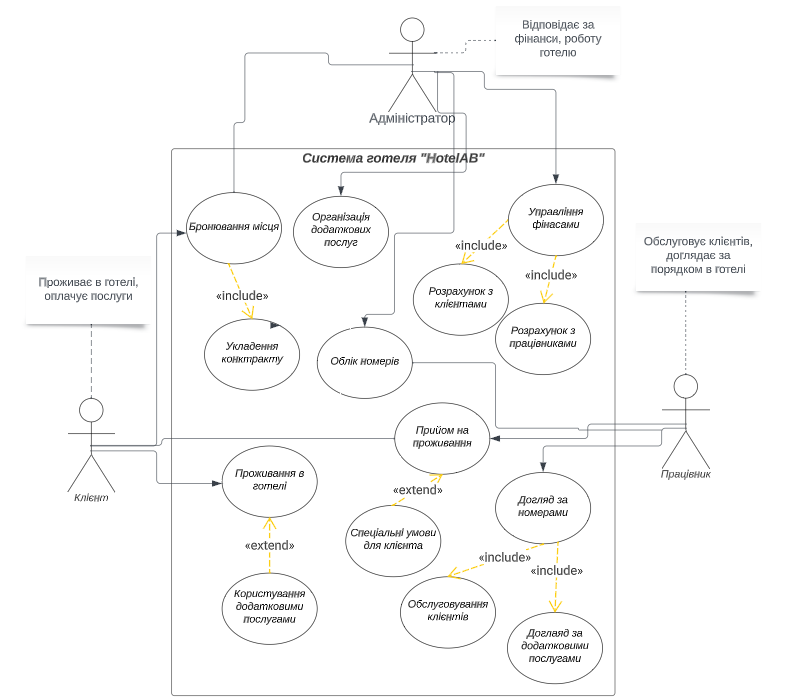 Відповідає за
фінанси, роботу
готелю
Адміністратор
Система готеля "HotelAB"
Бронювання місця
Організація
додаткових
послуг
Управління
фінасами
«include»
«include»
«include»
Обслуговує клієнтів,
доглядає за
порядком в готелі
Проживає в готелі,
оплачує послуги
Розрахунок з
клієнтами
Розрахунок з
працівниками
Укладення
конктракту
Облік номерів
Прийом на
проживання
Клієнт
Працівник
Проживання в
готелі
«extend»
Догляд за
номерами
Спеціальні умови
для клієнта
«extend»
«include»
«include»
Користування
додатковими
послугами
Обслуговування
клієнтів
Доглаяд за
додатковими
послугами